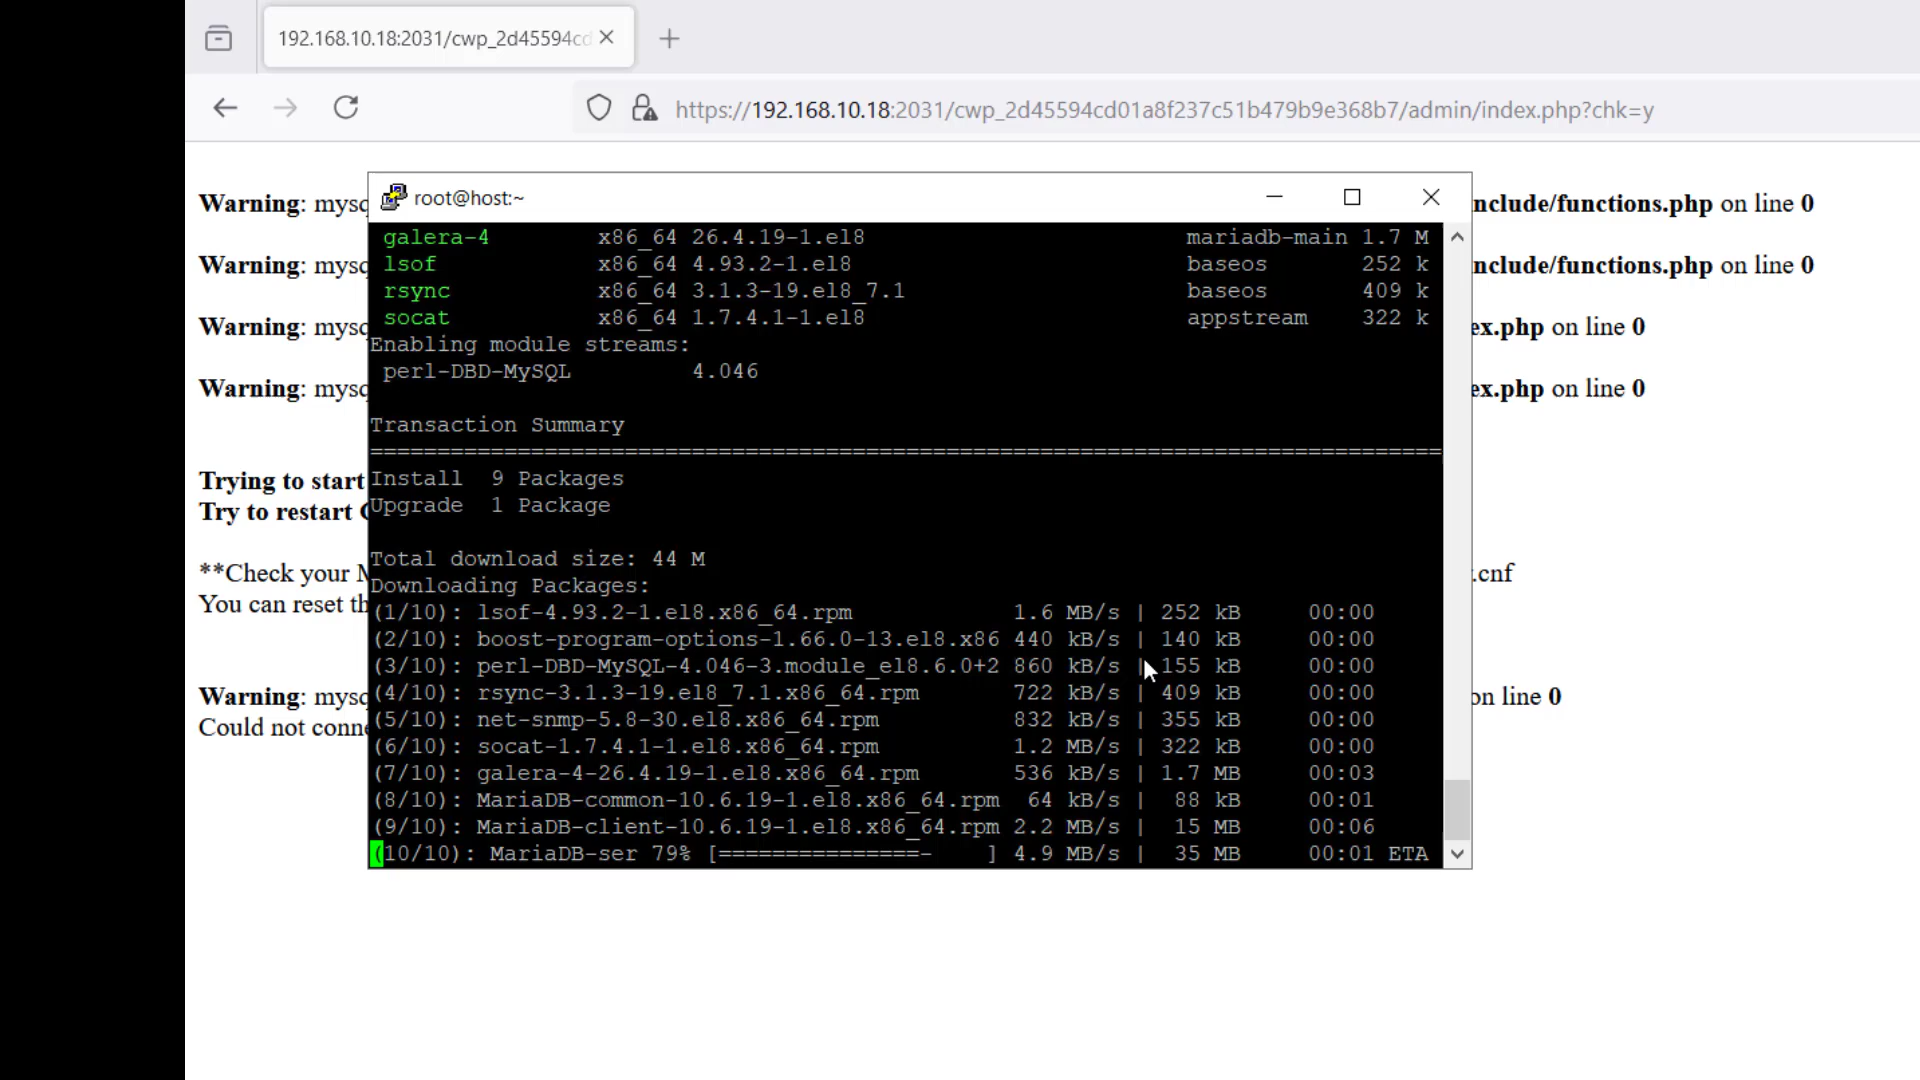 192.168.10.18:2031/cwp_2d45594cd
https://192.168.10.18:2031/cwp_2d45594cd01a8f237c51b479b9e368b7/admin/index.php?chk=y
root@host:~
Warning: mysq
nclude/functions.php on line 0
Warning: mysq
nclude/functions.php on line 0
Warning: mysq
ex.php on line 0
Warning: mysq
ex.php on line 0
Trying to start
Try to restart
**Check your M
.cnf
You can reset th
Warning: mysq
on line 0
Could not conne
galera-4 x86_64 26.4.19-1.el8 mariadb-main 1.7 M
lsof x86_64 4.93.2-1.el8 baseos 252 k
rsync x86_64 3.1.3-19.el8_7.1 baseos 409 k
socat x86_64 1.7.4.1-1.el8 appstream 322 k
Enabling module streams:
perl-DBD-MySQL 4.046
Transaction Summary
================================================================================
Install 9 Packages
Upgrade 1 Package
Total download size: 44 M
Downloading Packages:
(1/10): lsof-4.93.2-1.el8.x86_64.rpm 1.6 MB/s | 252 kB 00:00
(2/10): boost-program-options-1.66.0-13.el8.x86 440 kB/s | 140 kB 00:00
(3/10): perl-DBD-MySQL-4.046-3.module_el8.6.0+2 860 kB/s | 155 kB 00:00
(4/10): rsync-3.1.3-19.el8_7.1.x86_64.rpm 722 kB/s | 409 kB 00:00
(5/10): net-snmp-5.8-30.el8.x86_64.rpm 832 kB/s | 355 kB 00:00
(6/10): socat-1.7.4.1-1.el8.x86_64.rpm 1.2 MB/s | 322 kB 00:00
(7/10): galera-4-26.4.19-1.el8.x86_64.rpm 536 kB/s | 1.7 MB 00:03
(8/10): MariaDB-common-10.6.19-1.el8.x86_64.rpm 64 kB/s | 88 kB 00:01
(9/10): MariaDB-client-10.6.19-1.el8.x86_64.rpm 2.2 MB/s | 15 MB 00:06
(10/10): MariaDB-ser 79% [===============- ] 4.9 MB/s | 35 MB 00:01 ETA